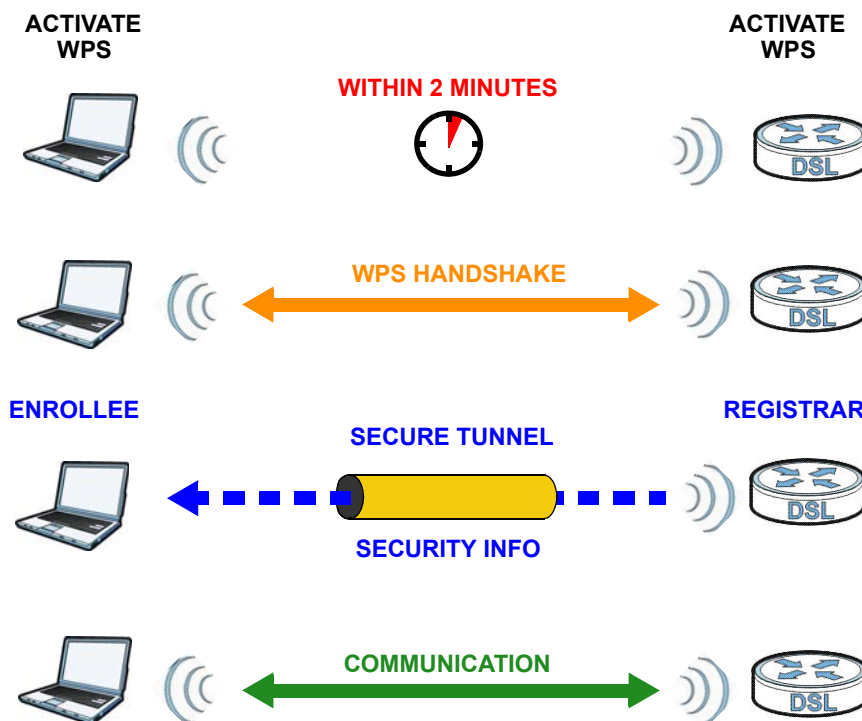 ACTIVATE
WPS
ACTIVATE
WPS
WITHIN 2 MINUTES
DSL
WPS HANDSHAKE
DSL
ENROLLEE
REGISTRAR
SECURE TUNNEL
DSL
SECURITY INFO
COMMUNICATION
DSL